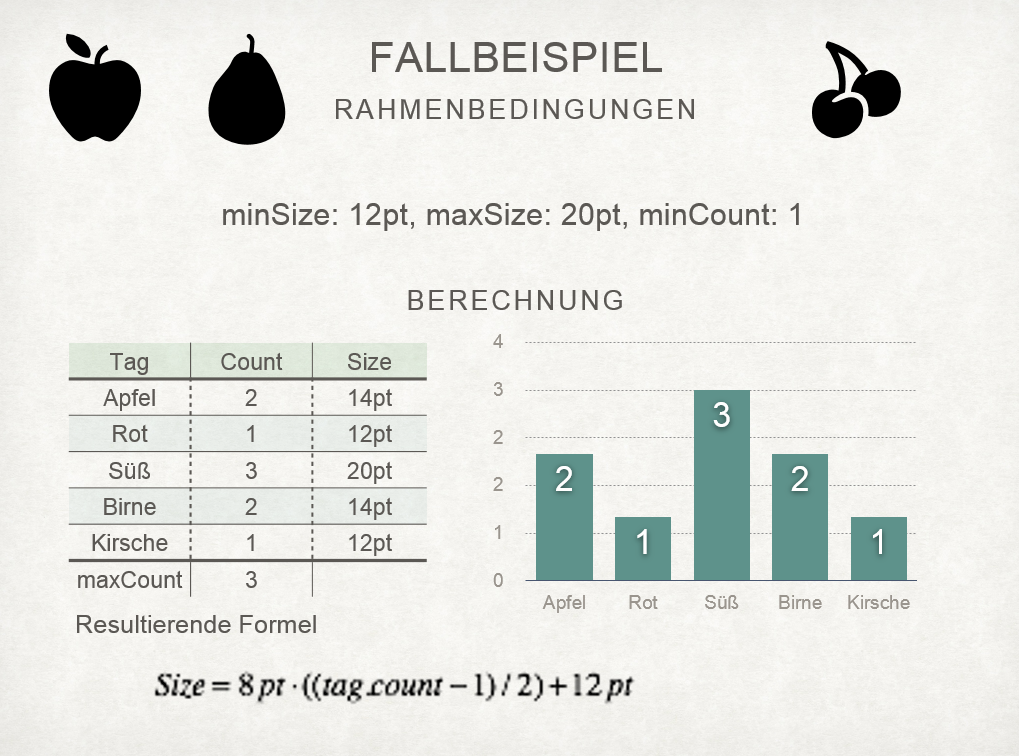 FALLBEISPIEL
RAHMENBEDINGUNGEN
minSize: 12pt, maxSize: 20pt, minCount: 1
BERECHNUNG
Tag Count Size
Apfel 2 14pt
Rot 1 12pt
Süß 3 20pt
Birne 2 14pt
Kirsche 1 12pt
maxCount 3
4
3
2
2
1
0
2
1
3
2
1
Apfel Rot Süß Birne Kirsche
Resultierende Formel
Size = 8 pt · ((tag.count − 1) / 2) + 12 pt